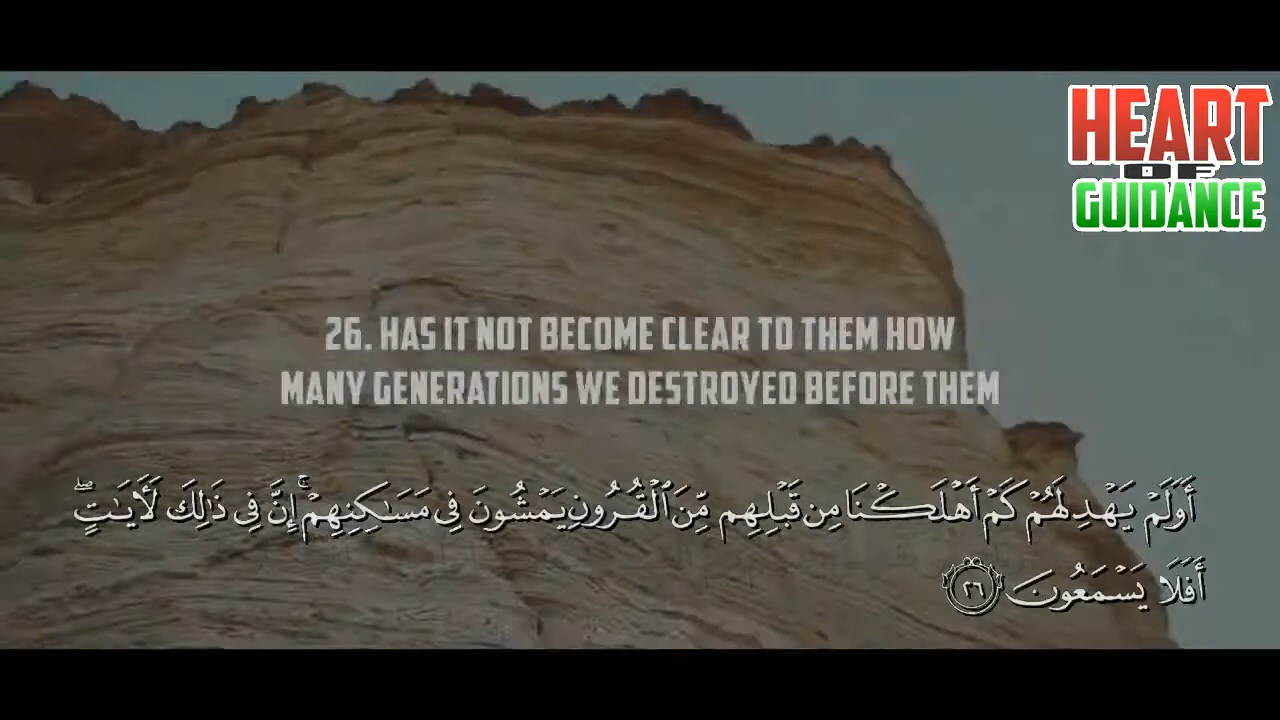 HEART
OF
GUIDANCE
26. HAS IT NOT BECOME CLEAR TO THEM HOW
MANY GENERATIONS WE DESTROYED BEFORE THEM
أَوَلَمْ يَهْدِ لَهُمْ كَمْ أَهْلَكْنَا مِن قَبْلِهِم مِّنَ ٱلْقُرُونِ يَمْشُونَ فِى مَسَـٰكِنِهِمْ ۚ إِنَّ فِى ذَٰلِكَ لَـَٔايَـٰتٍ ۖ
أَفَلَا يَسْمَعُونَ ٢٦